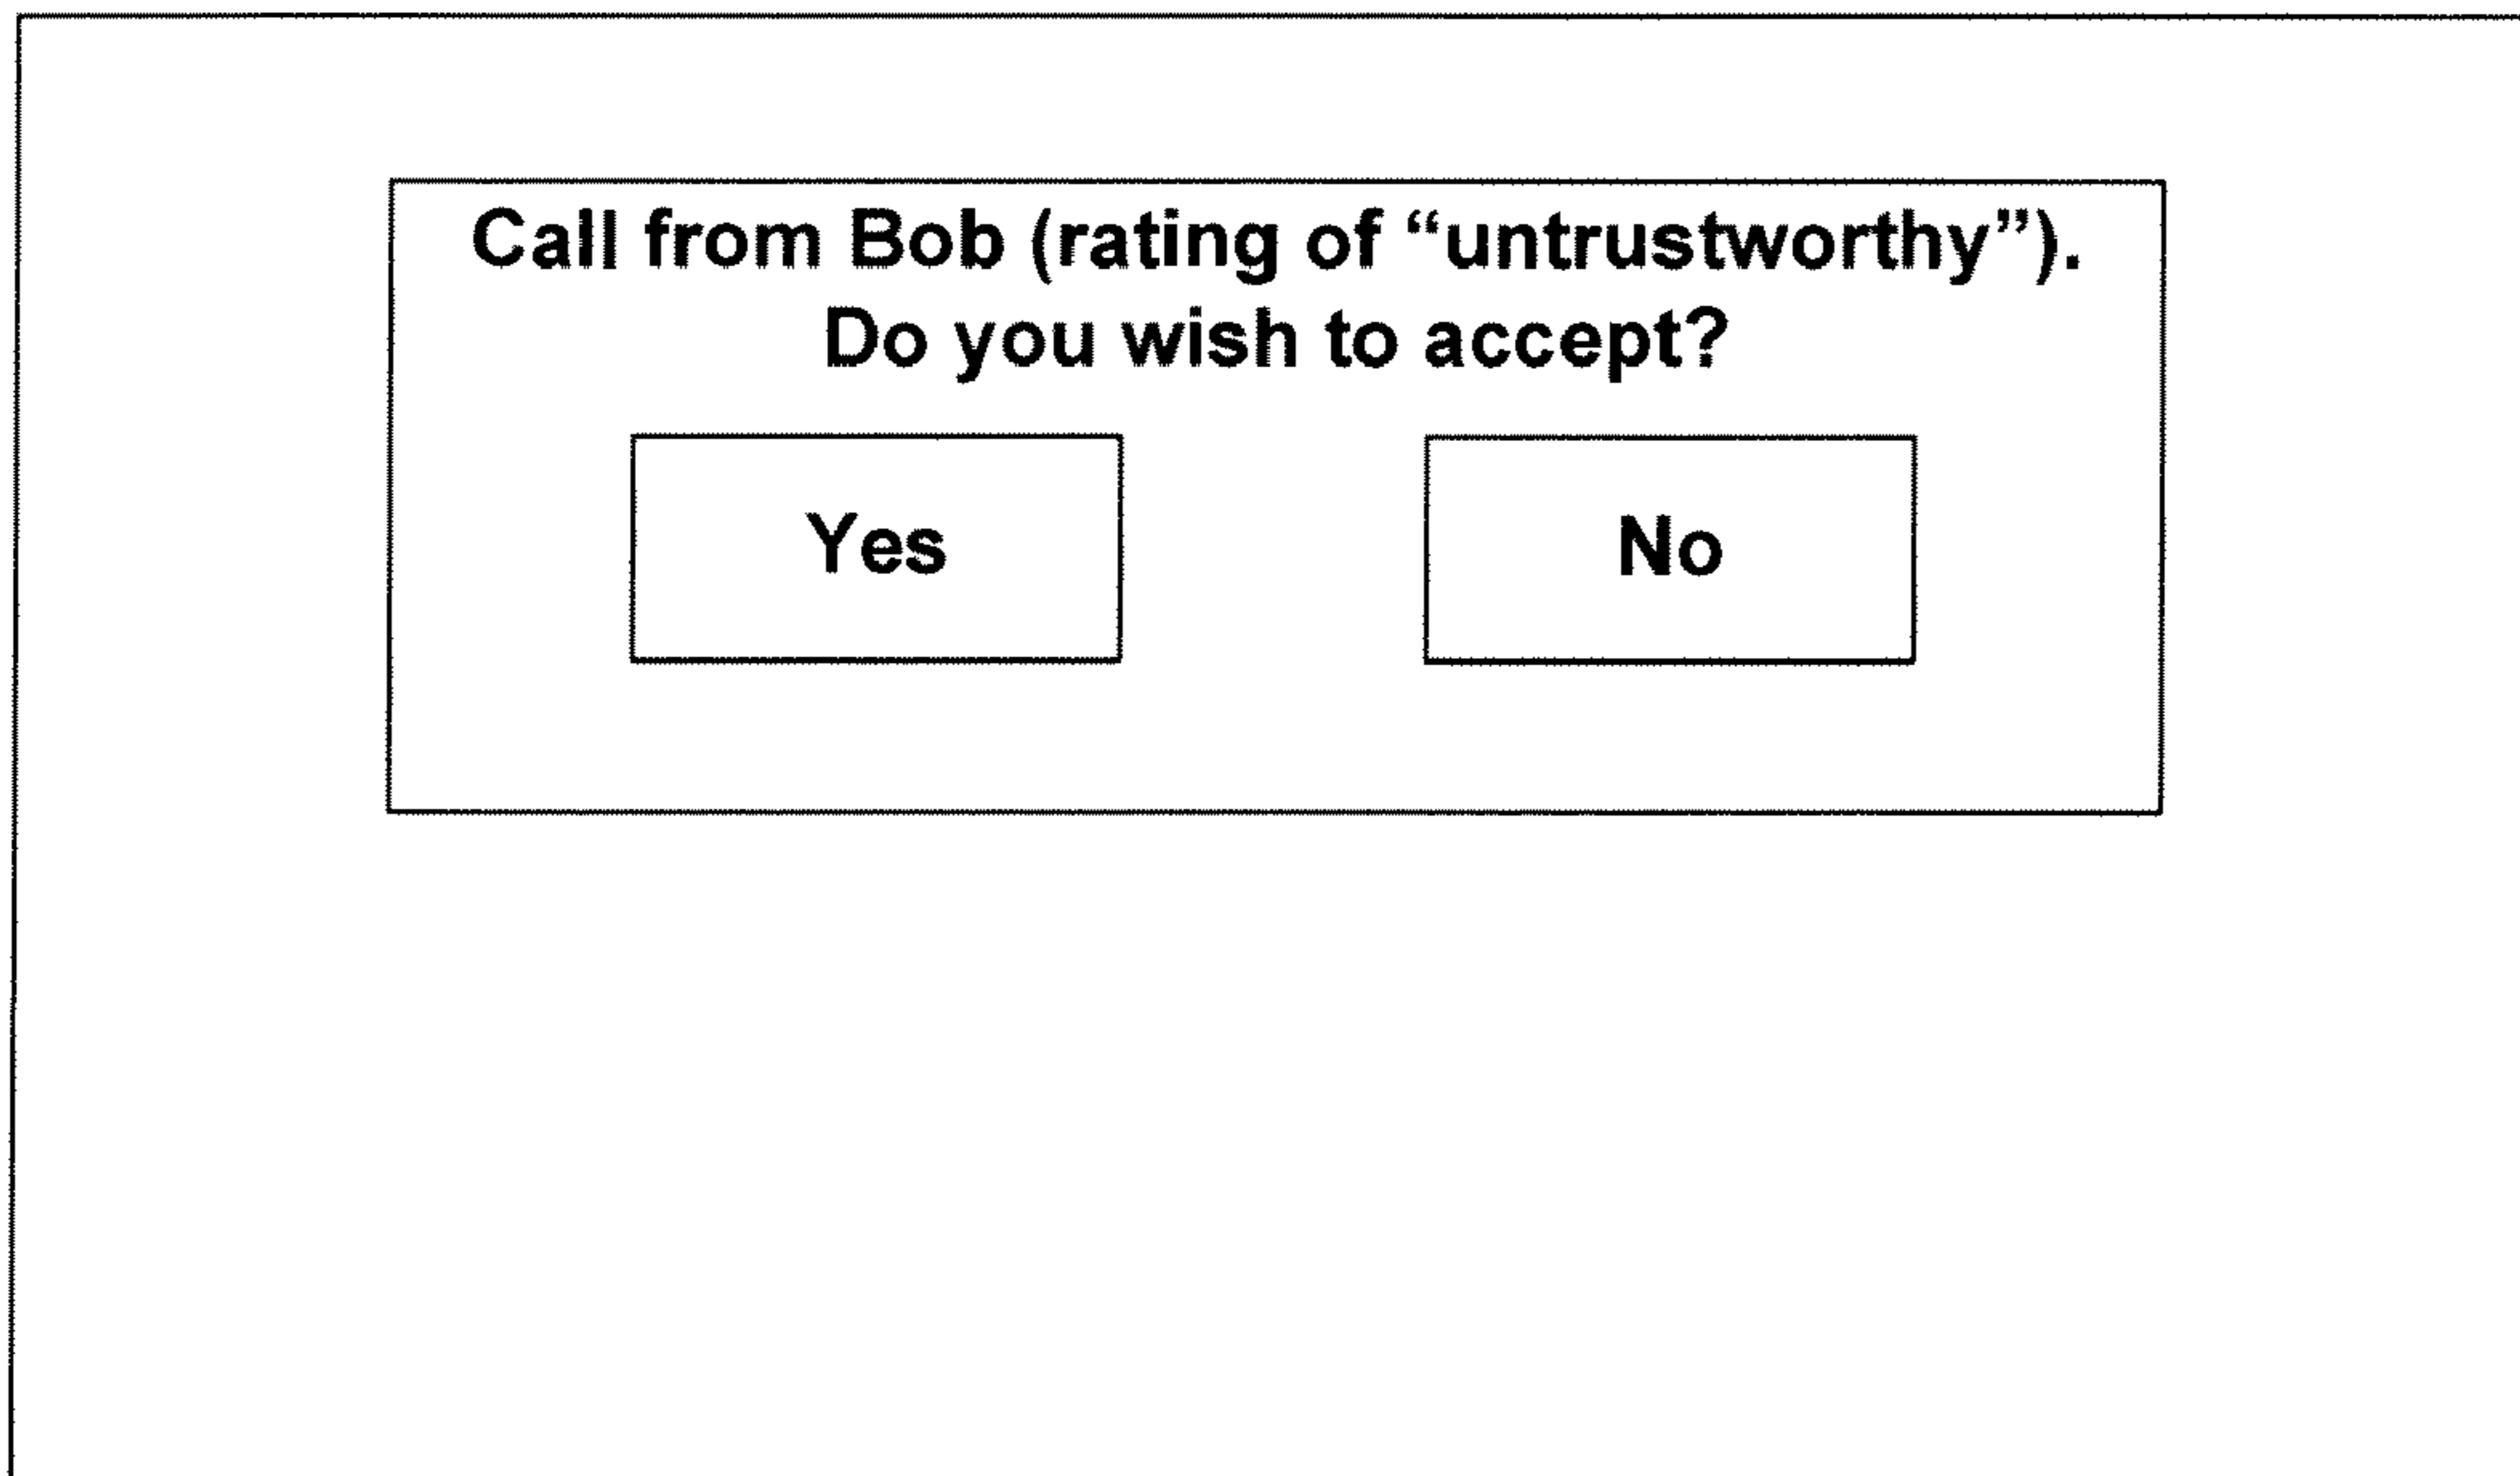 Call from Bob (rating of “untrustworthy”).
Do you wish to accept?
Yes
No